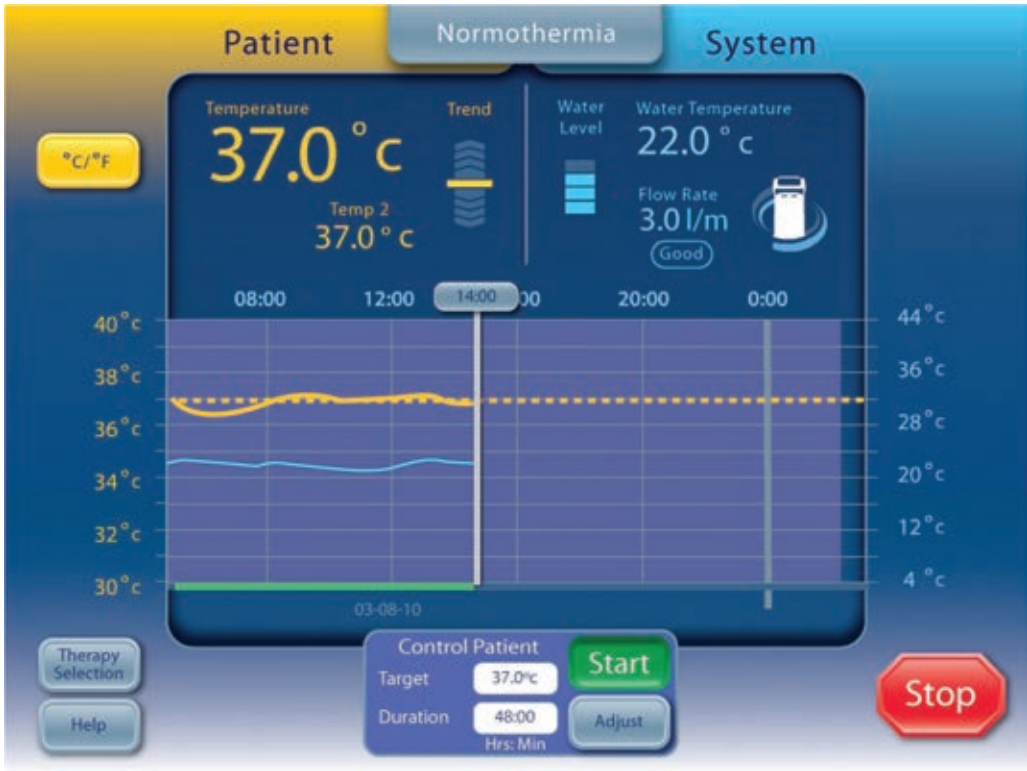 Patient
Normothermia
System
Temperature
Trend
37.0°c
Temp 2
37.0°c
Water
Level
Water Temperature
22.0°c
Flow Rate
3.0 l/m
Good
°C/°F
08:00 12:00 14:00 :00 20:00 0:00
40°c 44°c
38°c 36°c
36°c 28°c
34°c 20°c
32°c 12°c
30°c 4°c
03-08-10
Therapy
Selection
Help
Control Patient
Target 37.0°c
Duration 48:00
Hrs: Min
Start
Adjust
Stop